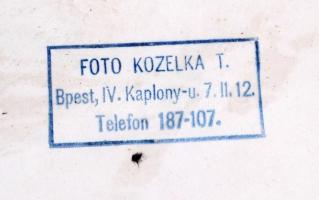 FOTO KOZELKA T.
Bpest, IV. Kaplony-u. 7. II. 12.
Telefon 187-107.